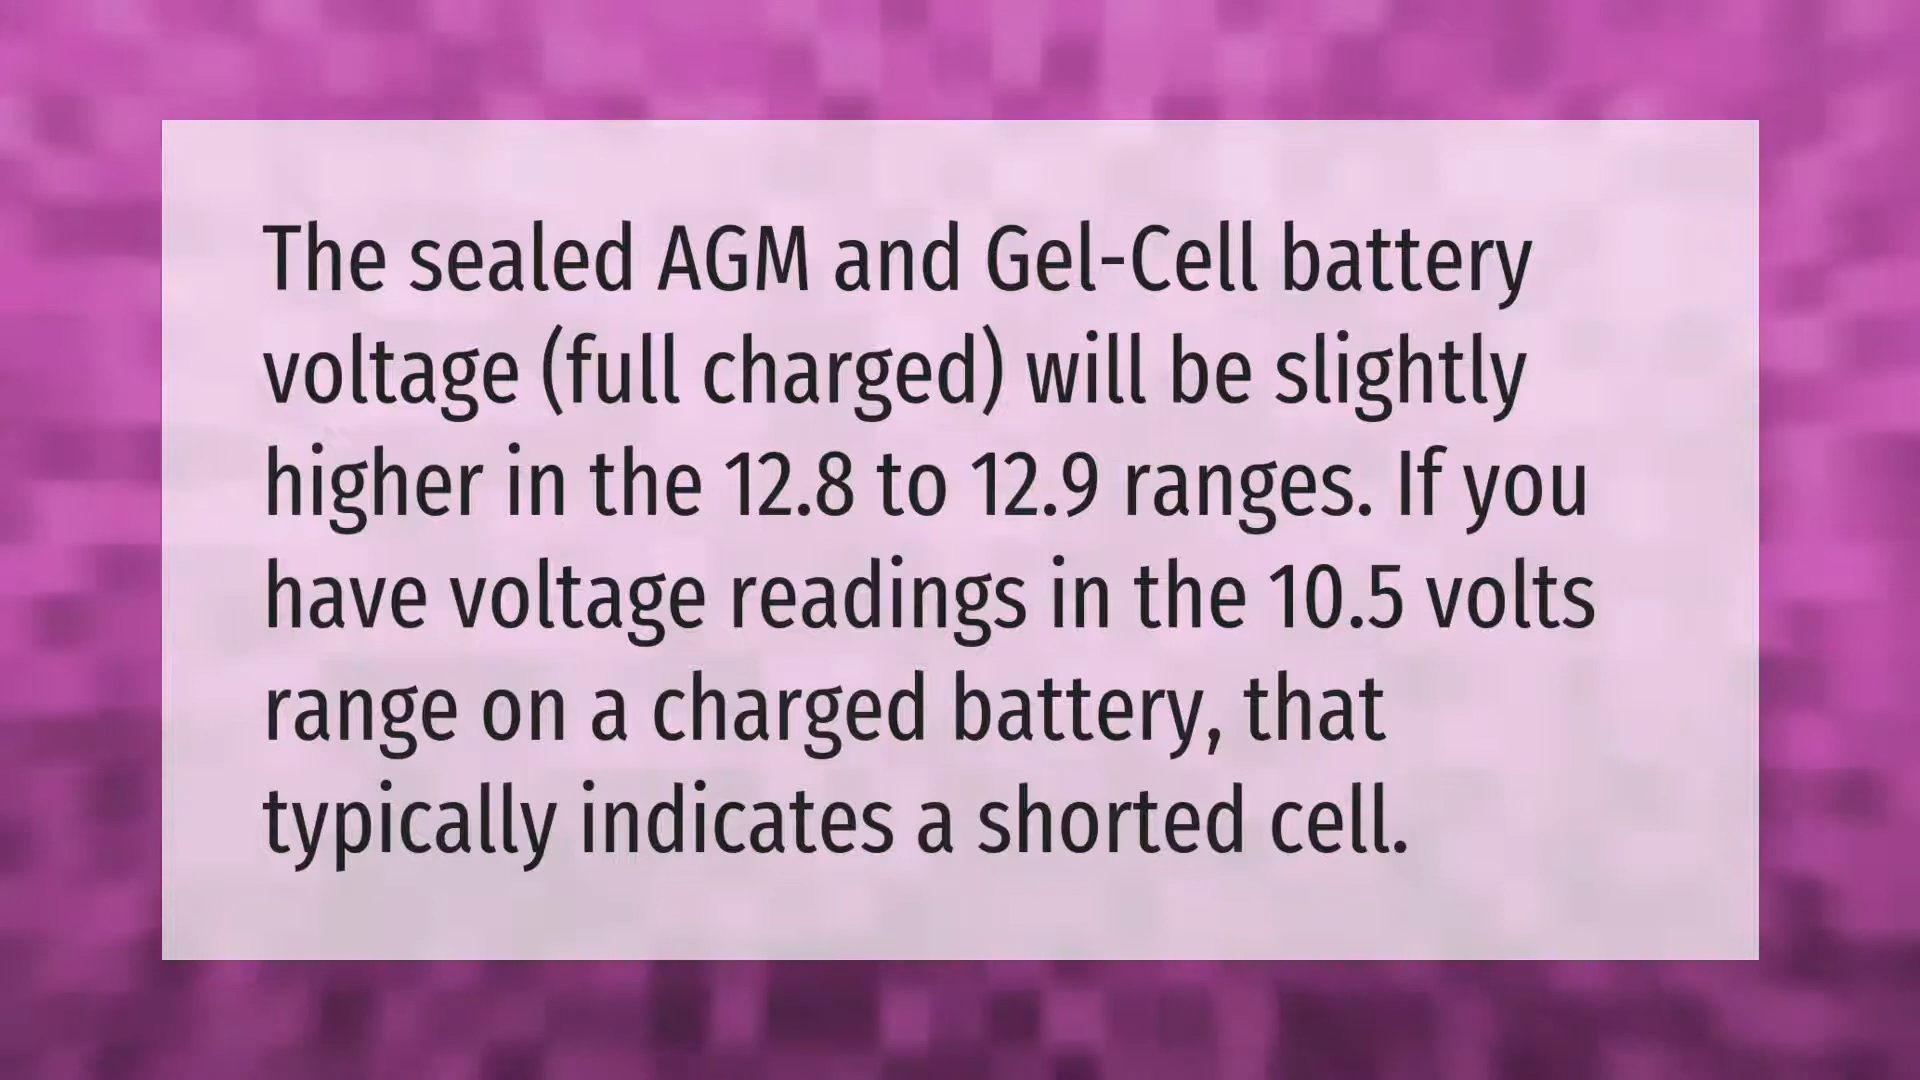 The sealed AGM and Gel-Cell battery
voltage (full charged) will be slightly
higher in the 12.8 to 12.9 ranges. If you
have voltage readings in the 10.5 volts
range on a charged battery, that
typically indicates a shorted cell.